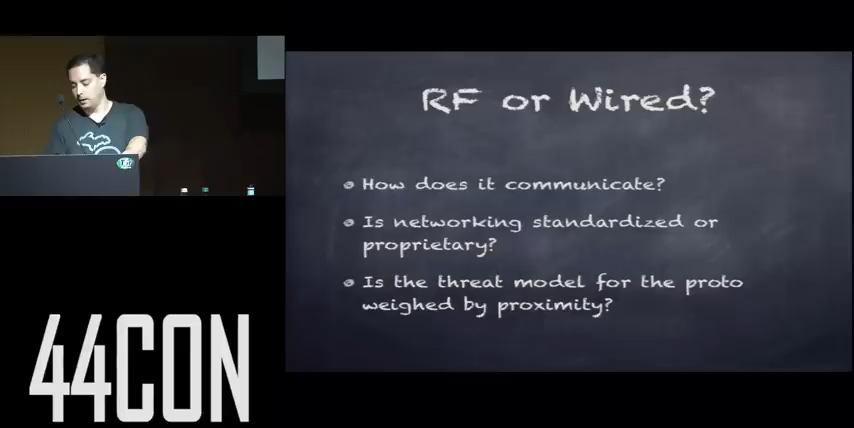 RF or Wired?
How does it communicate?
Is networking standardized or
proprietary?
Is the threat model for the proto
weighed by proximity?
44CON